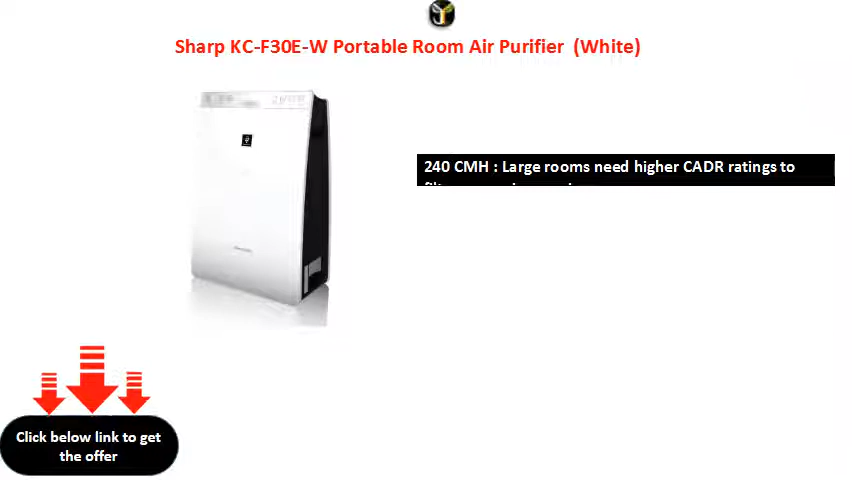 Sharp KC-F30E-W Portable Room Air Purifier (White)
240 CMH : Large rooms need higher CADR ratings to
Click below link to get
the offer